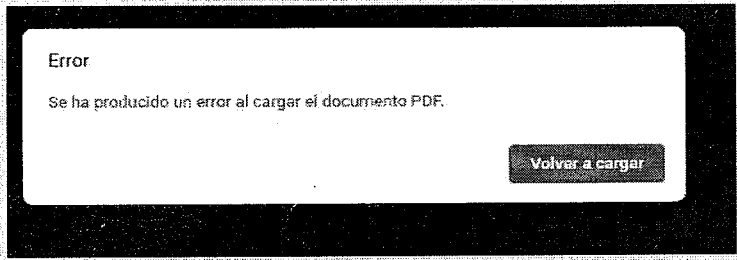 Error
Se ha producido un error al cargar el documento PDF.
Volver a cargar